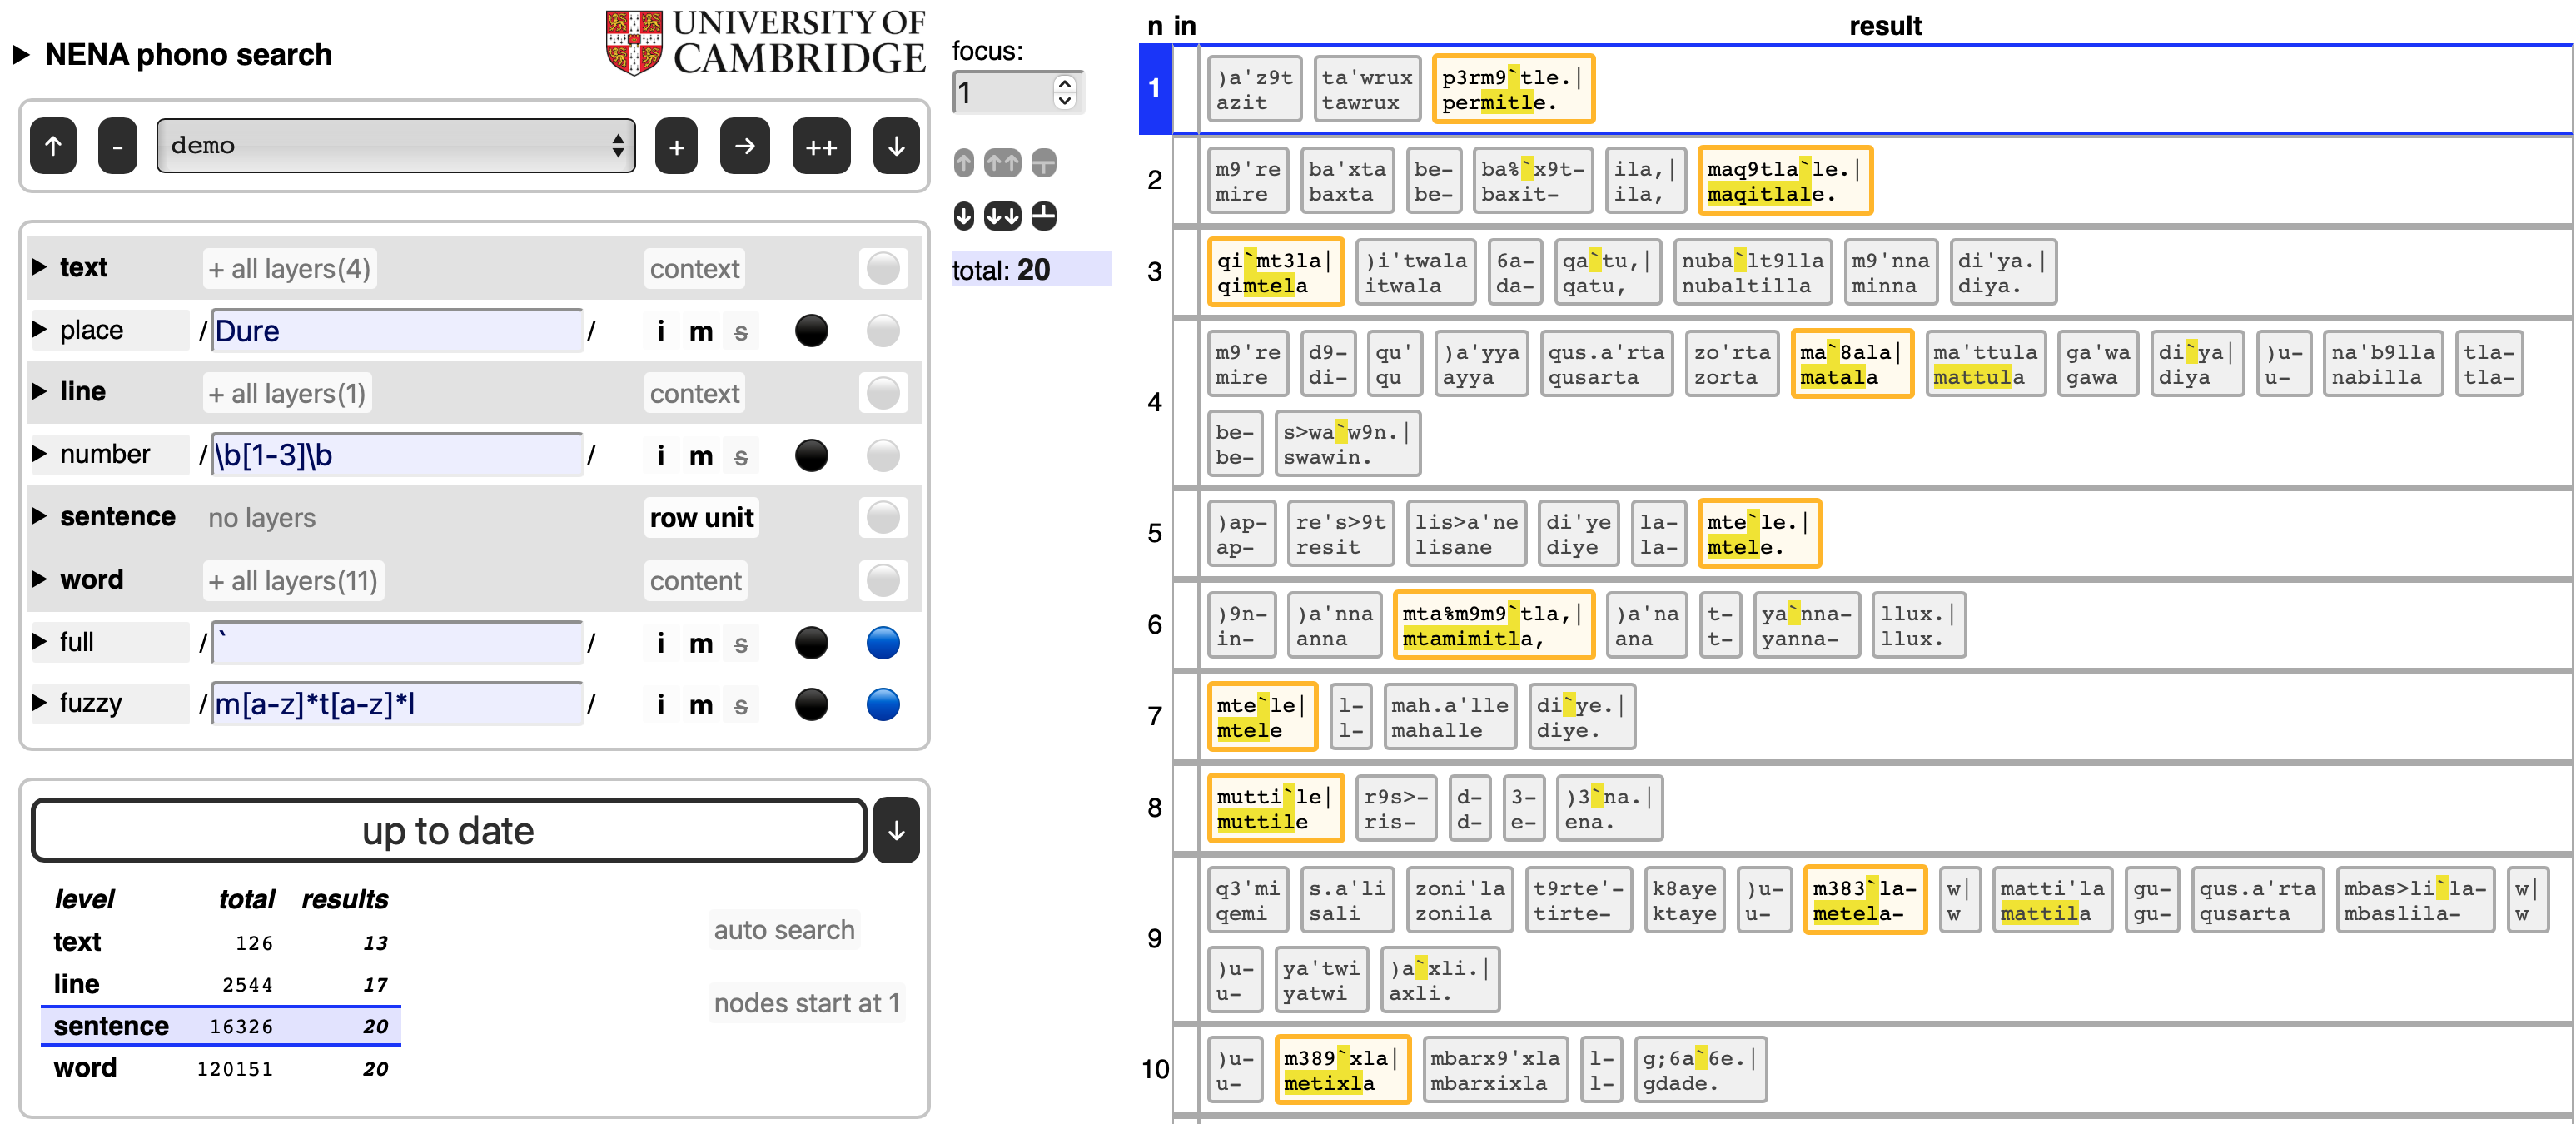 NENA phono search
UNIVERSITY OF
CAMBRIDGE
↑ - demo + → ++ ↓
text + all layers(4) context
place / Dure / i m s
line + all layers(1) context
number / \b[1-3]\b / i m s
sentence no layers row unit
word + all layers(11) content
full / ` / i m s
fuzzy / m[a-z]*t[a-z]*l / i m s
up to date ↓
level total results
text 126 13
line 2544 17
sentence 16326 20
word 120151 20
auto search
nodes start at 1
focus:
1
total: 20
n in result
1
)a'z9t ta'wrux p3rm9`tle.|
azit tawrux permitle.
2
m9're ba'xta be- ba%`x9t- ila,| maq9tla`le.|
mire baxta be- baxit- ila, maqitlale.
3
qi`mt3la| )i'twala 6a- qa`tu,| nuba`lt9lla m9'nna di'ya.|
qimtela itwala da- qatu, nubaltilla minna diya.
4
m9're d9- qu' )a'yya qus.a'rta zo'rta ma`8ala| ma'ttula ga'wa di`ya| )u- na'b9lla tla-
mire di- qu ayya qusarta zorta matala mattula gawa diya u- nabilla tla-
be- s>wa`w9n.|
be- swawin.
5
)ap- re's>9t lis>a'ne di'ye la- mte`le.|
ap- resit lisane diye la- mtele.
6
)9n- )a'nna mta%m9m9`tla,| )a'na t- ya`nna- llux.|
in- anna mtamimitla, ana t- yanna- llux.
7
mte`le| l- mah.a'lle di`ye.|
mtele l- mahalle diye.
8
mutti`le| r9s>- d- 3- )3`na.|
muttile ris- d- e- ena.
9
q3'mi s.a'li zoni'la t9rte'- k8aye )u- m383`la- w| matti'la gu- qus.a'rta mbas>li`la- w|
qemi sali zonila tirte- ktaye u- metela- w mattila gu- qusarta mbaslila- w
)u- ya'twi )a`xli.|
u- yatwi axli.
10
)u- m389`xla| mbarx9'xla l- g;6a`6e.|
u- metixla mbarxixla l- gdade.